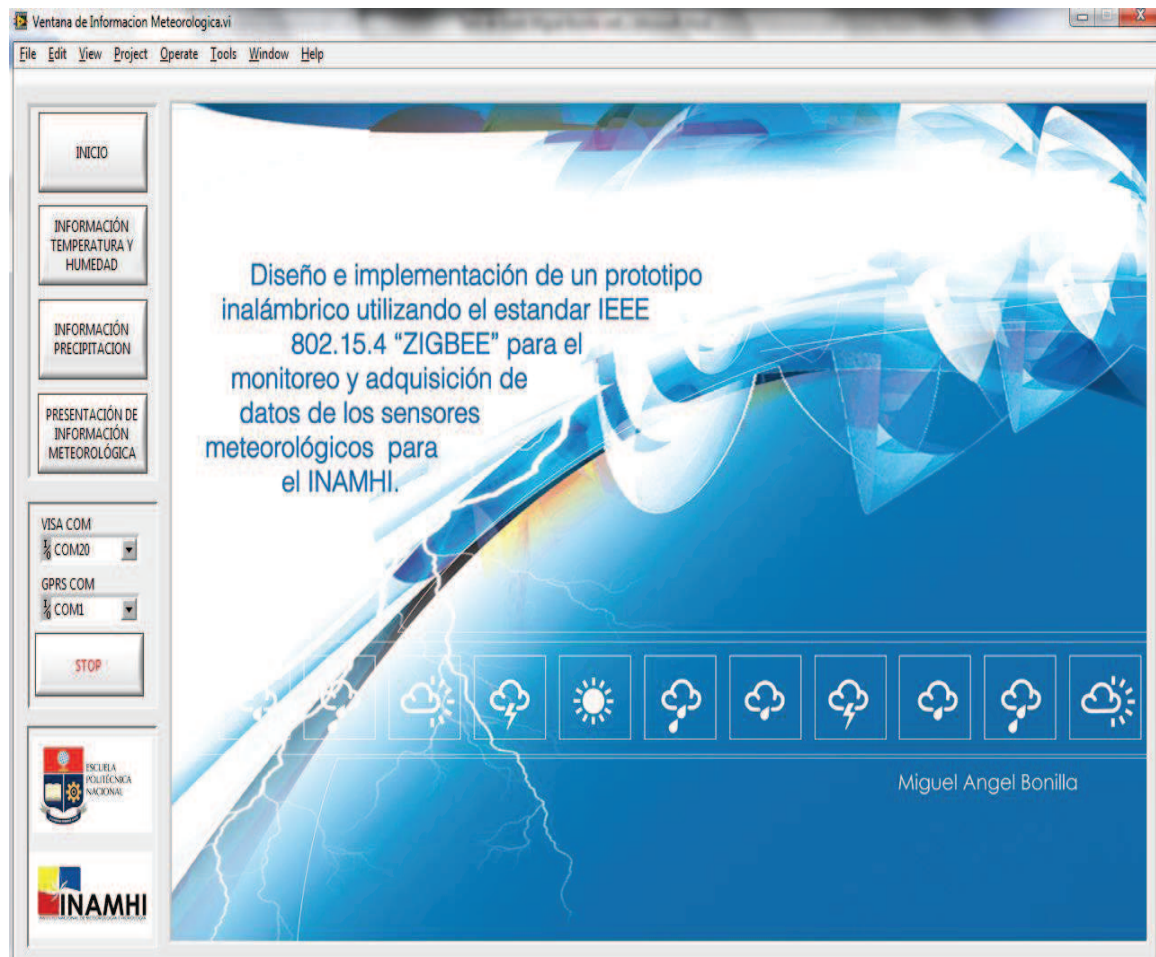 Ventana de Informacion Meteorologica.vi
File Edit View Project Operate Tools Window Help
INICIO
INFORMACIÓN
TEMPERATURA Y
HUMEDAD
INFORMACIÓN
PRECIPITACION
PRESENTACIÓN DE
INFORMACIÓN
METEOROLÓGICA
VISA COM
COM20
GPRS COM
COM1
STOP
ESCUELA
POLITÉCNICA
NACIONAL
INAMHI
Diseño e implementación de un prototipo
inalámbrico utilizando el estandar IEEE
802.15.4 “ZIGBEE” para el
monitoreo y adquisición de
datos de los sensores
meteorológicos para
el INAMHI.
Miguel Angel Bonilla